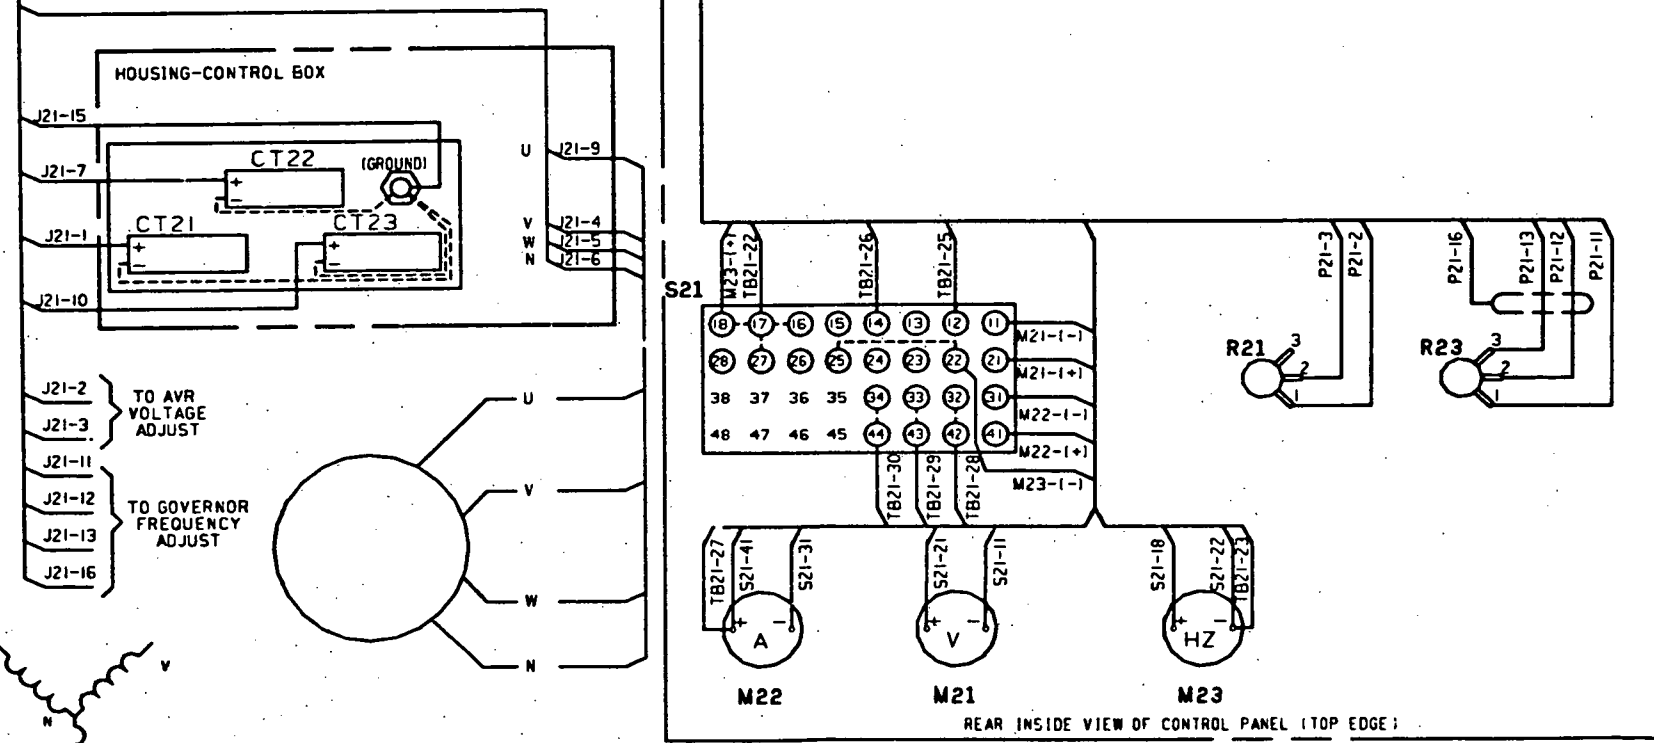 HOUSING-CONTROL BOX
J21-15
CT22
(GROUND)
J21-7
+
-
CT21
CT23
J21-1
+
-
+
-
J21-10
U
J21-9
V
J21-4
W
J21-5
N
J21-6
J21-2
J21-3
TO AVR
VOLTAGE
ADJUST
J21-11
J21-12
J21-13
J21-16
TO GOVERNOR
FREQUENCY
ADJUST
U
V
W
N
V
N
S21
M23-(+)
TB21-22
TB21-26
TB21-25
18 17 16 15 14 13 12 11
28 27 26 25 24 23 22 21
38 37 36 35 34 33 32 31
48 47 46 45 44 43 42 41
M21-(-)
M21-(+)
M22-(-)
M22-(+)
M23-(-)
TB21-30
TB21-29
TB21-28
P21-3
P21-2
P21-16
P21-13
P21-12
P21-11
R21
3
2
1
R23
3
2
1
TB21-27
S21-41
S21-31
S21-21
S21-11
S21-18
S21-22
TB21-23
+ -
A
+ -
V
+ -
HZ
M22
M21
M23
REAR INSIDE VIEW OF CONTROL PANEL (TOP EDGE)